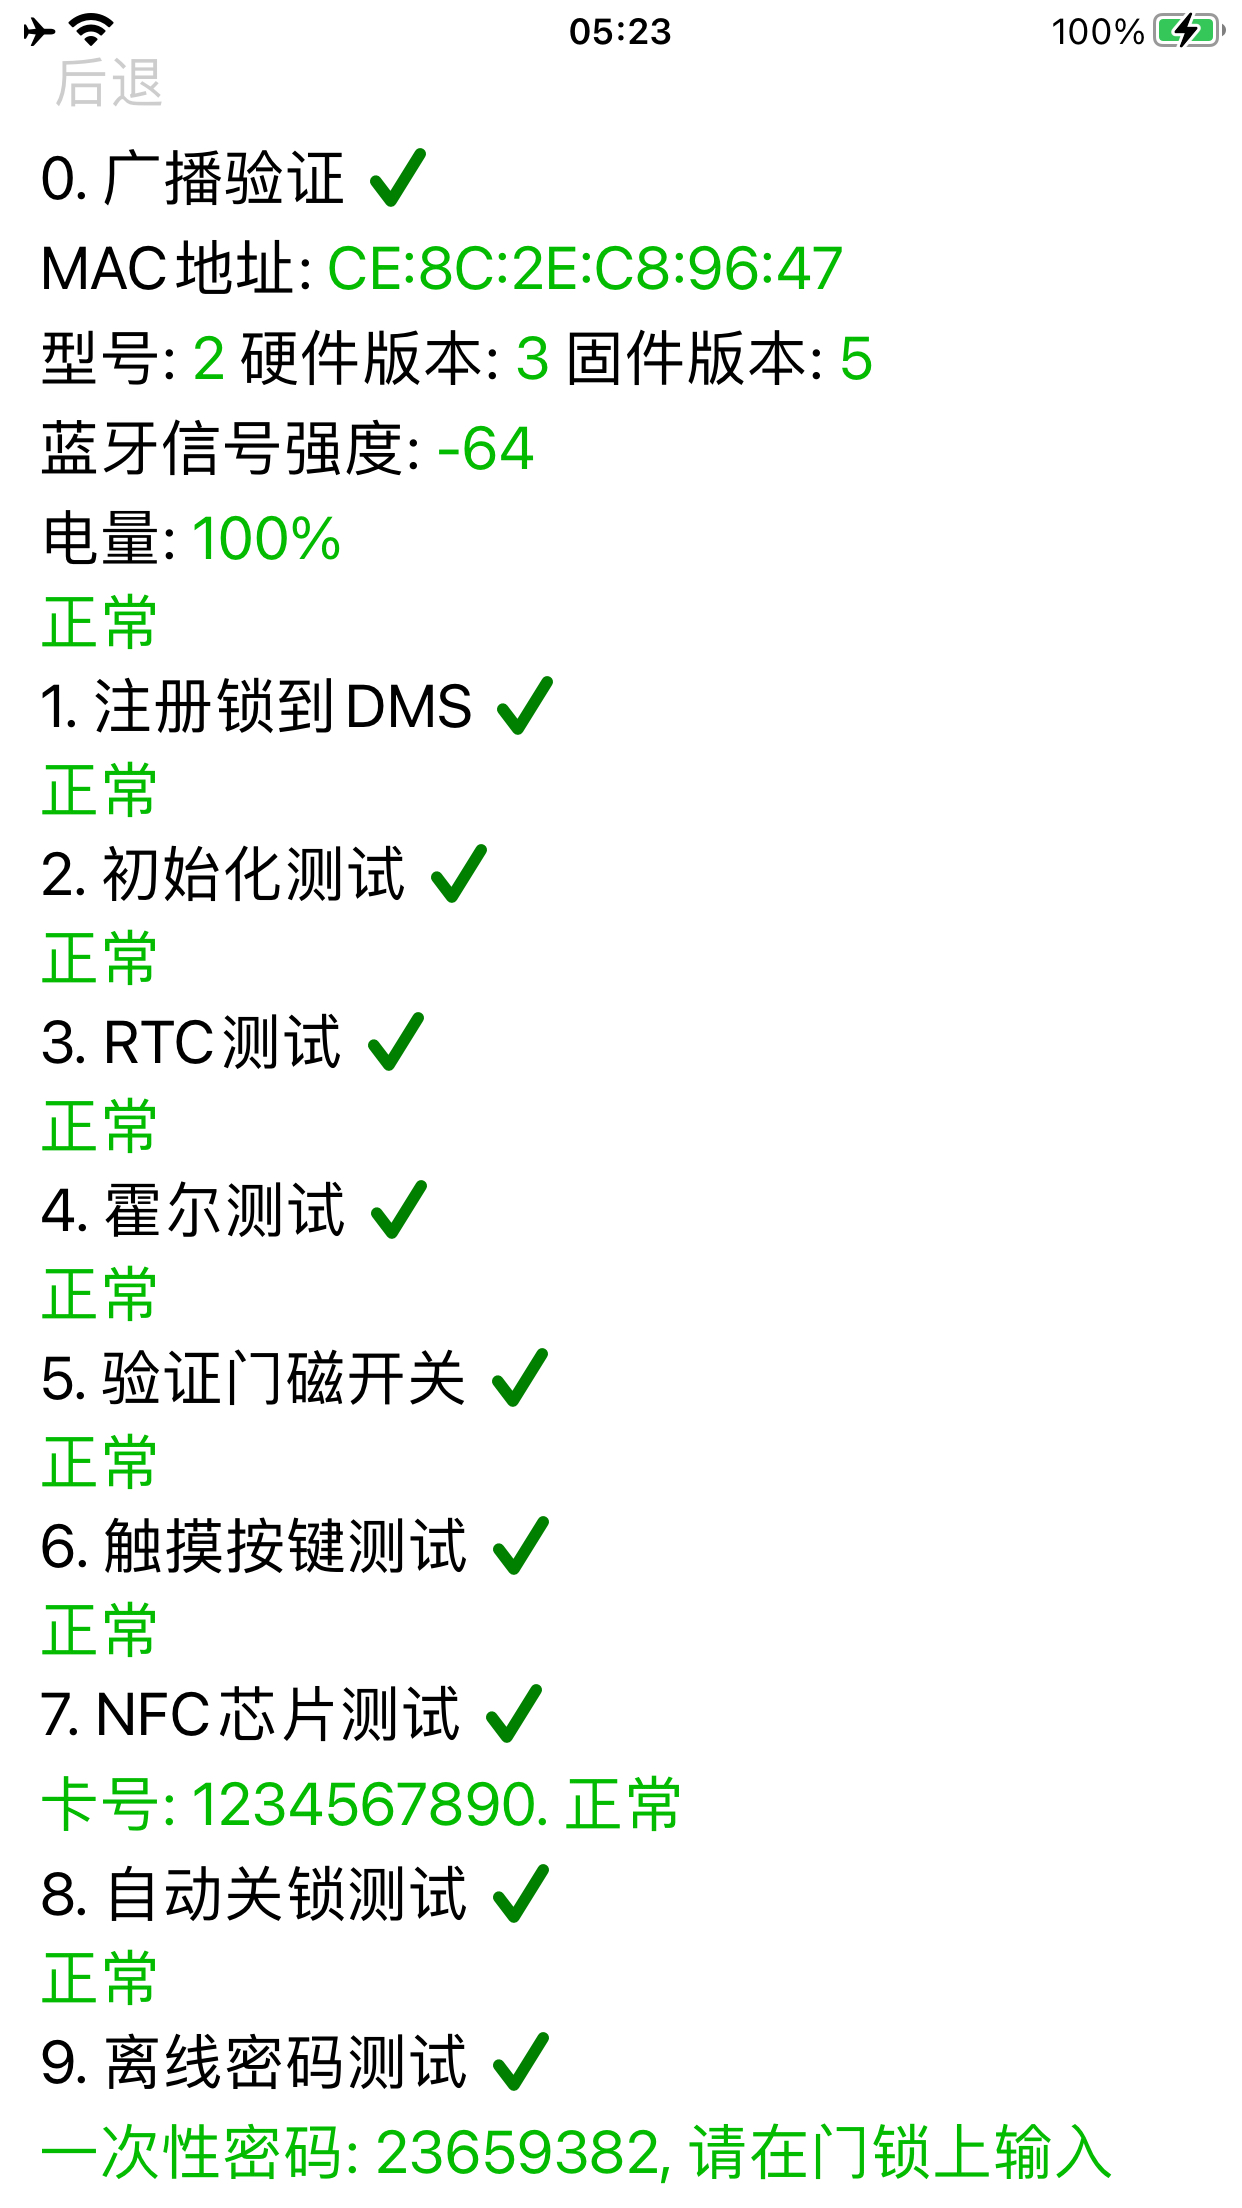 05:23
100%
后退
0. 广播验证
MAC地址: CE:8C:2E:C8:96:47
型号: 2 硬件版本: 3 固件版本: 5
蓝牙信号强度: -64
电量: 100%
正常
1. 注册锁到DMS
正常
2. 初始化测试
正常
3. RTC测试
正常
4. 霍尔测试
正常
5. 验证门磁开关
正常
6. 触摸按键测试
正常
7. NFC芯片测试
卡号: 1234567890. 正常
8. 自动关锁测试
正常
9. 离线密码测试
一次性密码: 23659382, 请在门锁上输入